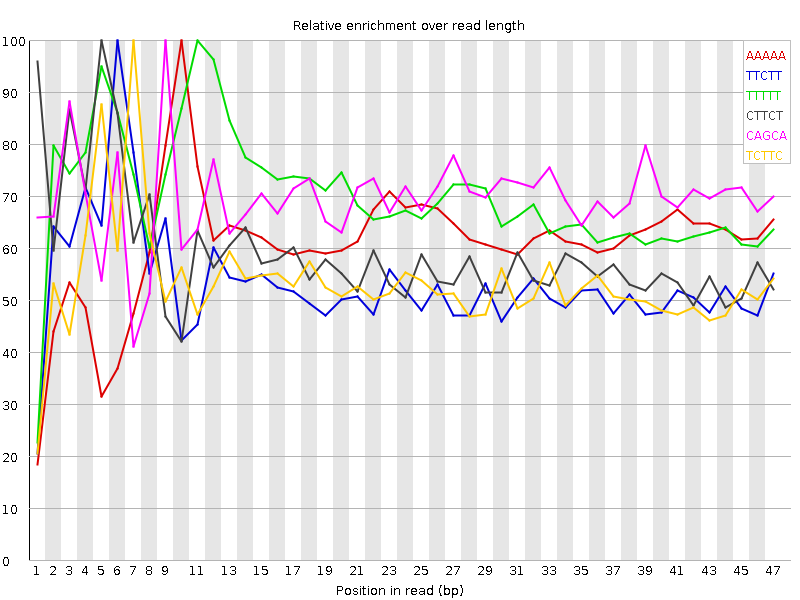 Relative enrichment over read length
100
90
80
70
60
50
40
30
20
10
0
AAAAA
TTCTT
TTTTT
CTTCT
CAGCA
TCTTC
1 2 3 4 5 6 7 8 9 11 13 15 17 19 21 23 25 27 29 31 33 35 37 39 41 43 45 47
Position in read (bp)